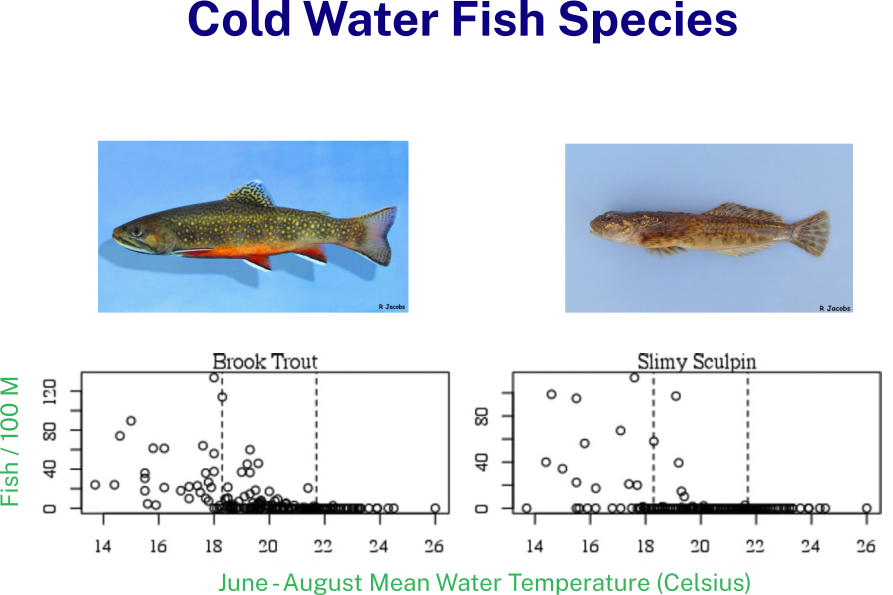 Cold Water Fish Species
R Jacobs
R Jacobs
Brook Trout
Slimy Sculpin
Fish / 100 M
120
80
40
0
80
40
0
14 16 18 20 22 24 26
14 16 18 20 22 24 26
June - August Mean Water Temperature (Celsius)